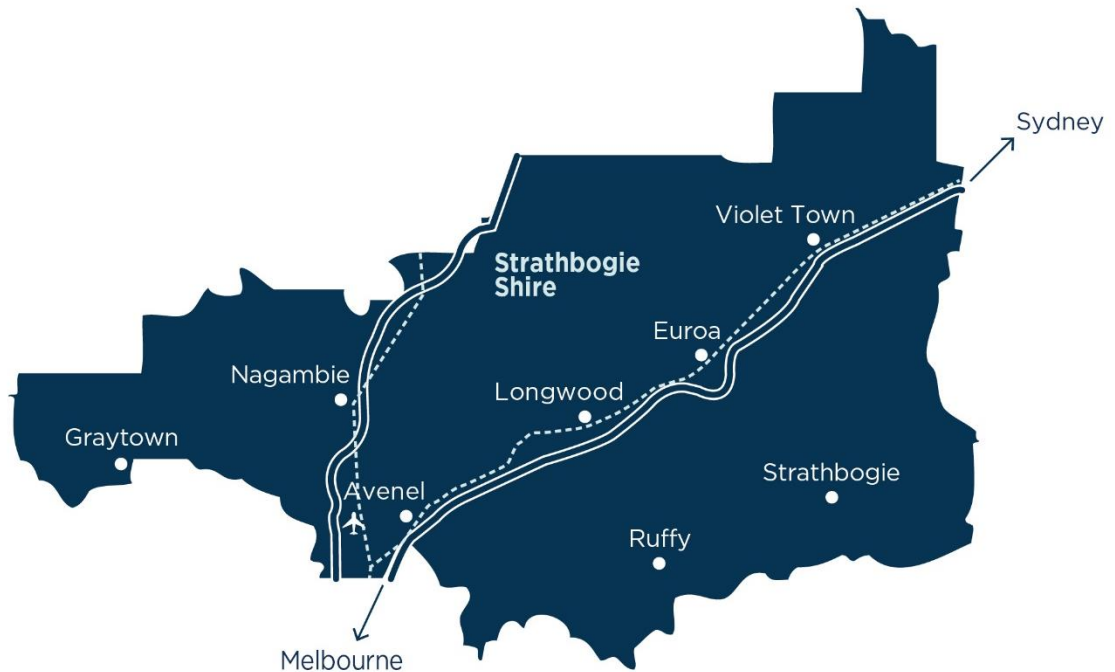 Sydney
Violet Town
Strathbogie
Shire
Euroa
Nagambie
Longwood
Graytown
Strathbogie
Avenel
Ruffy
Melbourne